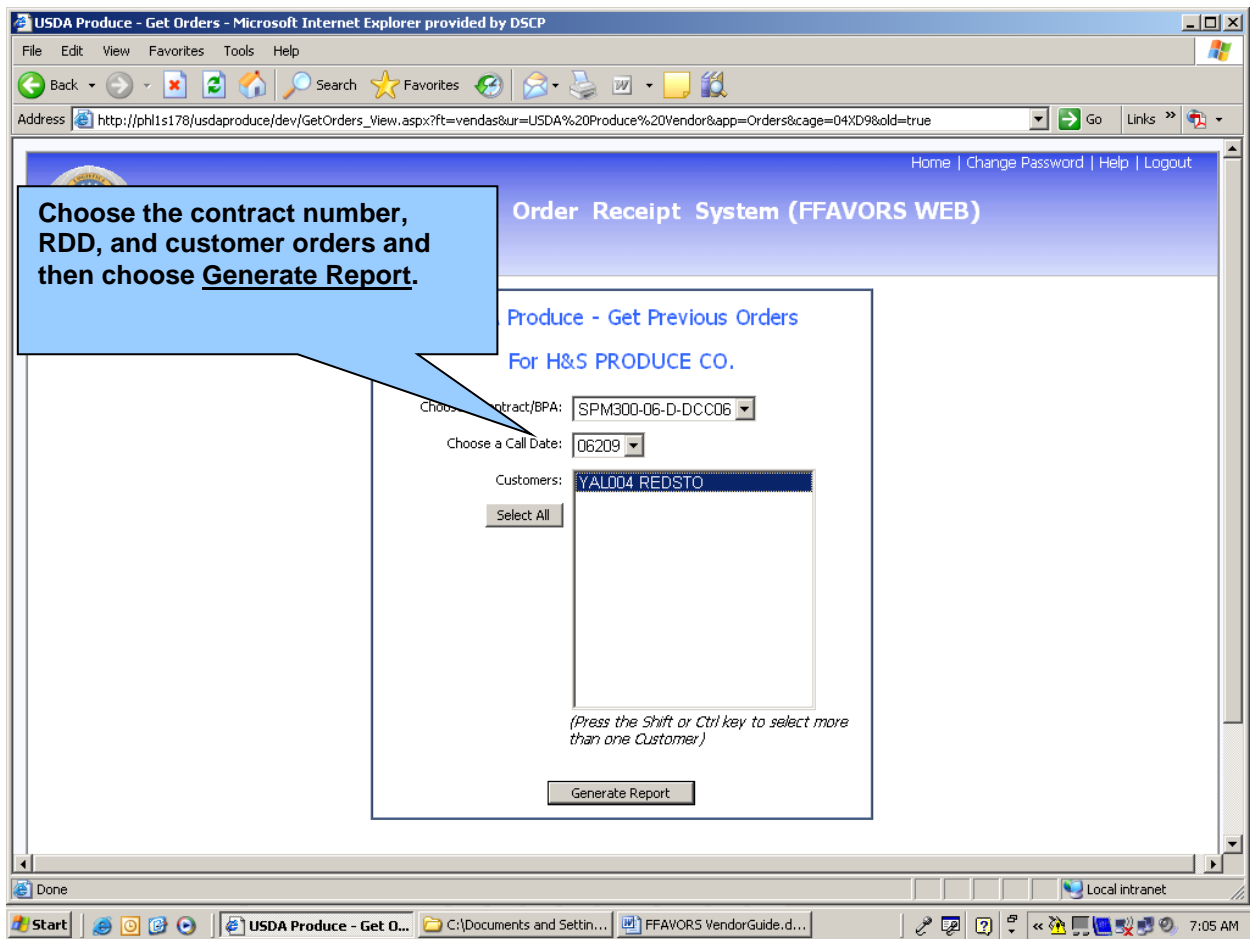 USDA Produce - Get Orders - Microsoft Internet Explorer provided by DSCP
File Edit View Favorites Tools Help
Back Search Favorites
Address http://phl1s178/usdaproduce/dev/GetOrders_View.aspx?ft=vendas&ur=USDA%20Produce%20Vendor&app=Orders&cage=04XD9&old=true Go Links »
Home | Change Password | Help | Logout
Order Receipt System (FFAVORS WEB)
Choose the contract number,
RDD, and customer orders and
then choose Generate Report.
Produce - Get Previous Orders
For H&S PRODUCE CO.
ntract/BPA: SPM300-06-D-DCC06
Choose a Call Date: 06209
Customers: YAL004 REDSTO
Select All
(Press the Shift or Ctrl key to select more
than one Customer)
Generate Report
Done Local intranet
Start USDA Produce - Get O... C:\Documents and Settin... FFAVORS VendorGuide.d... « 7:05 AM